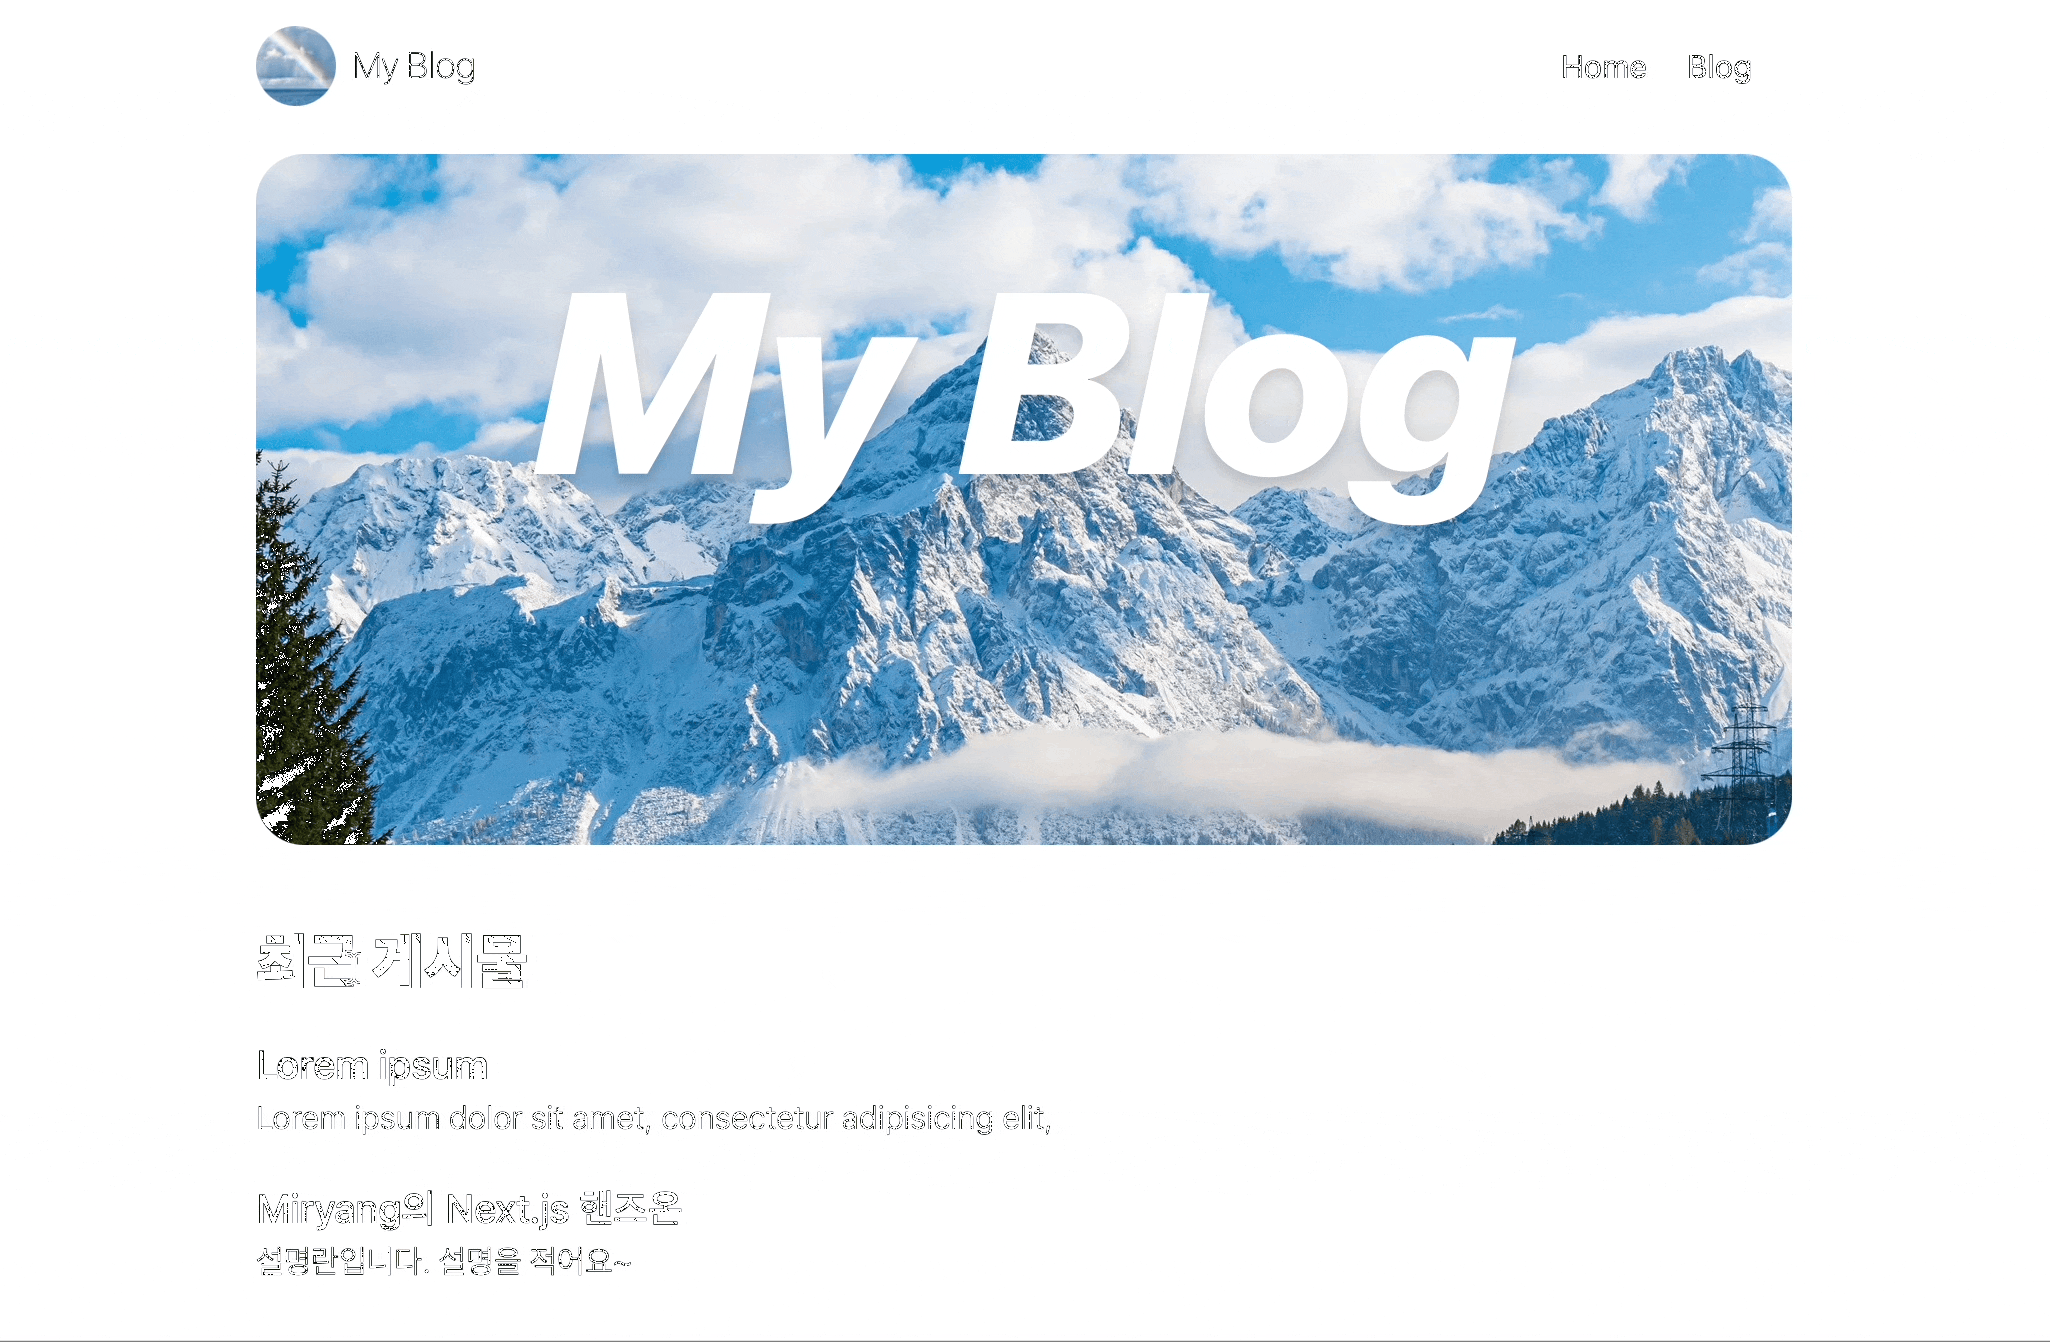 My Blog
Home
Blog
My Blog
최근 게시물
Lorem ipsum
Lorem ipsum dolor sit amet, consectetur adipisicing elit,
Miryang의 Next.js 핸즈온
설명란입니다. 설명을 적어요~